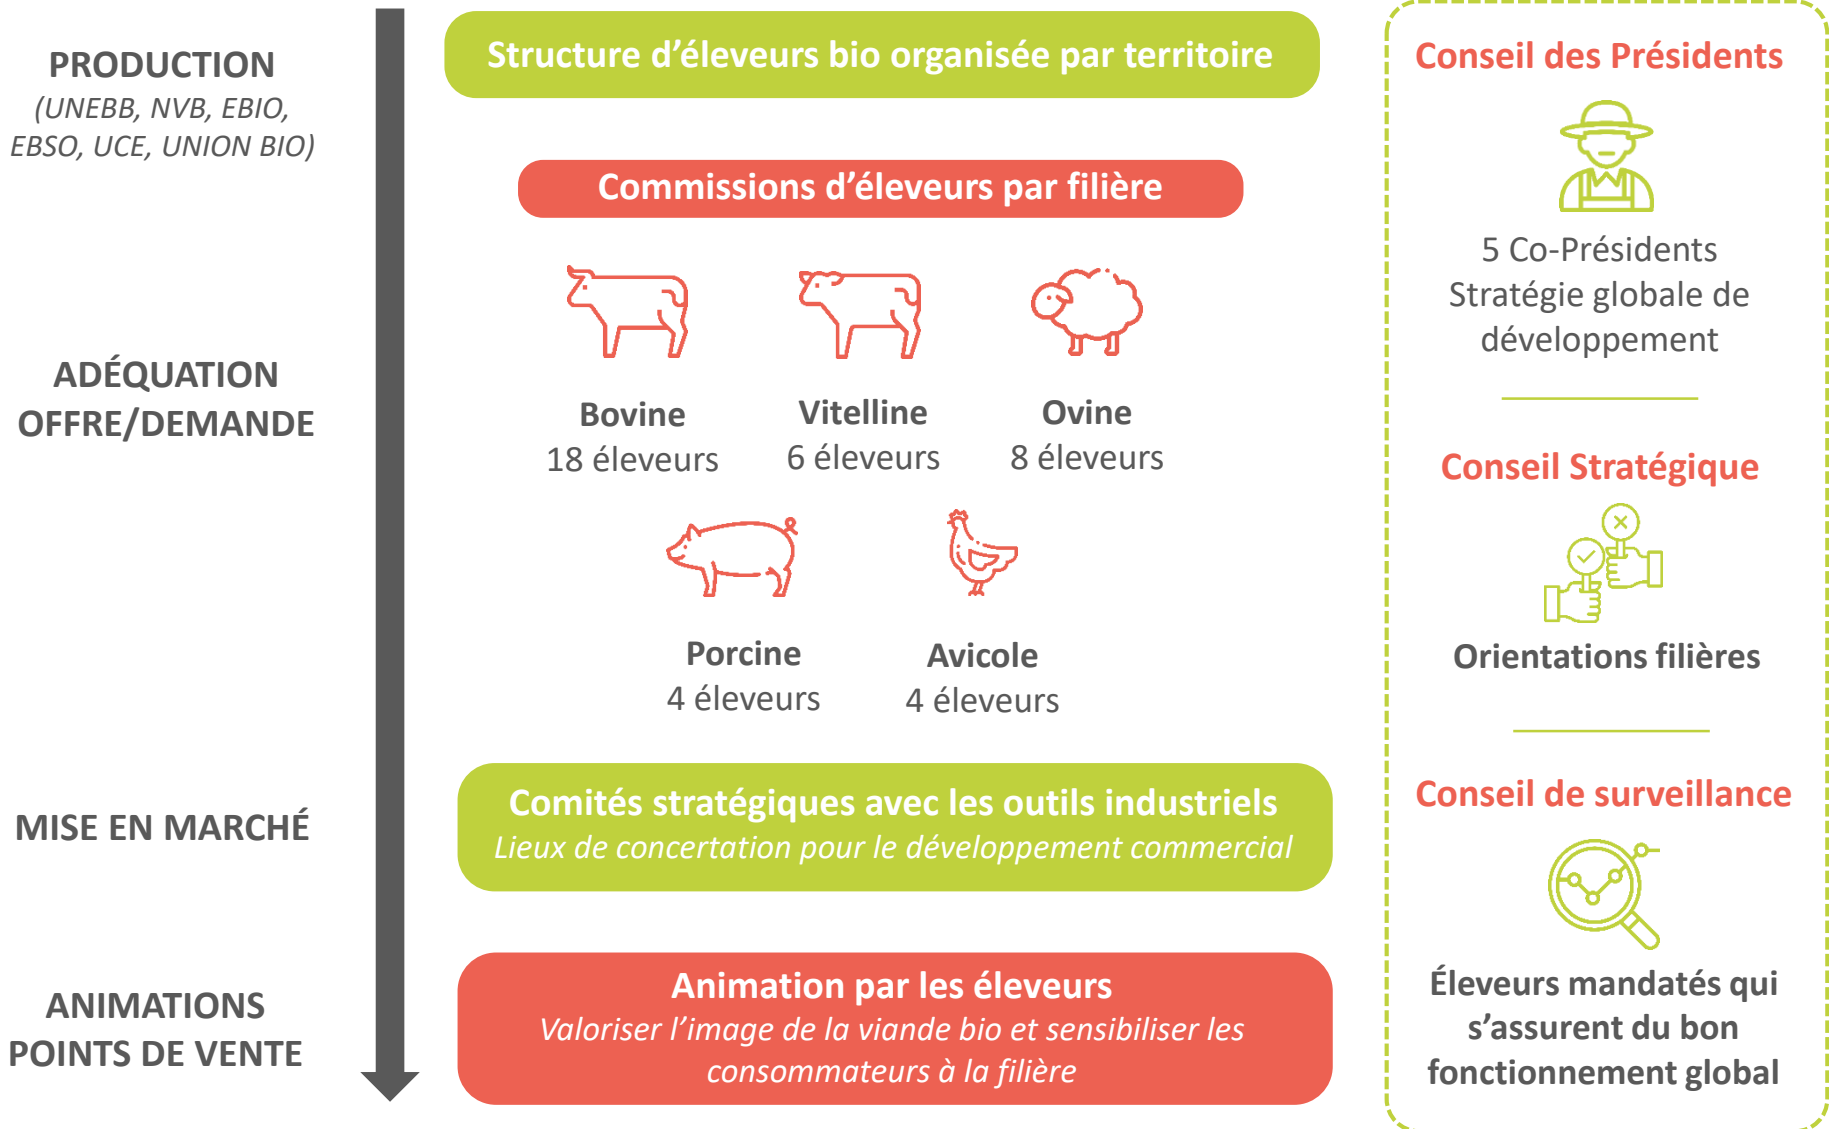 PRODUCTION
(UNEBB, NVB, EBIO,
EBSO, UCE, UNION BIO)
ADÉQUATION
OFFRE/DEMANDE
MISE EN MARCHÉ
ANIMATIONS
POINTS DE VENTE
Structure d’éleveurs bio organisée par territoire
Commissions d’éleveurs par filière
Bovine
18 éleveurs
Vitelline
6 éleveurs
Ovine
8 éleveurs
Porcine
4 éleveurs
Avicole
4 éleveurs
Comités stratégiques avec les outils industriels
Lieux de concertation pour le développement commercial
Animation par les éleveurs
Valoriser l’image de la viande bio et sensibiliser les
consommateurs à la filière
Conseil des Présidents
5 Co-Présidents
Stratégie globale de
développement
Conseil Stratégique
Orientations filières
Conseil de surveillance
Éleveurs mandatés qui
s’assurent du bon
fonctionnement global